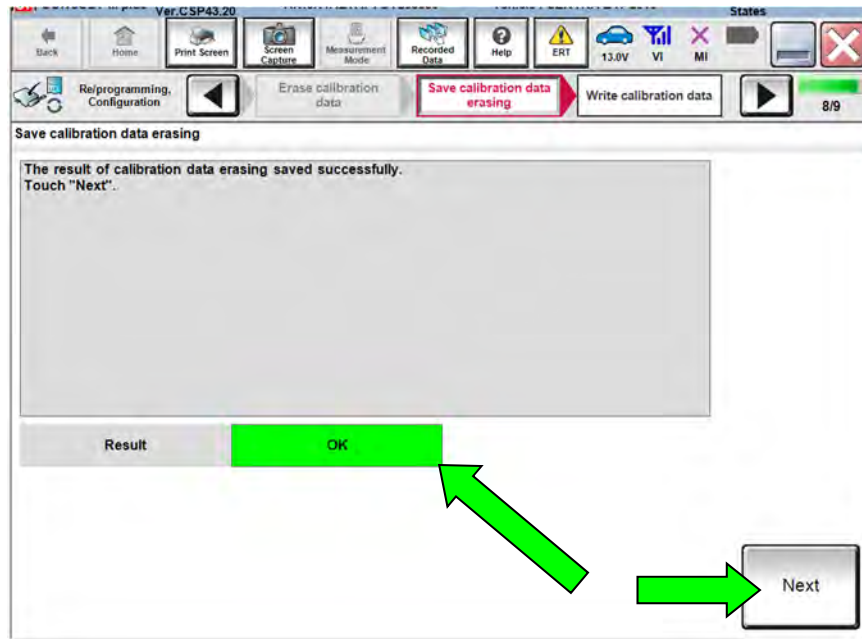 Ver.CSP43.20
States
Back
Home
Print Screen
Screen
Capture
Measurement
Mode
Recorded
Data
Help
ERT
13.0V
VI
MI
Re/programming,
Configuration
Erase calibration
data
Save calibration data
erasing
Write calibration data
8/9
Save calibration data erasing
The result of calibration data erasing saved successfully.
Touch "Next".
Result
OK
Next